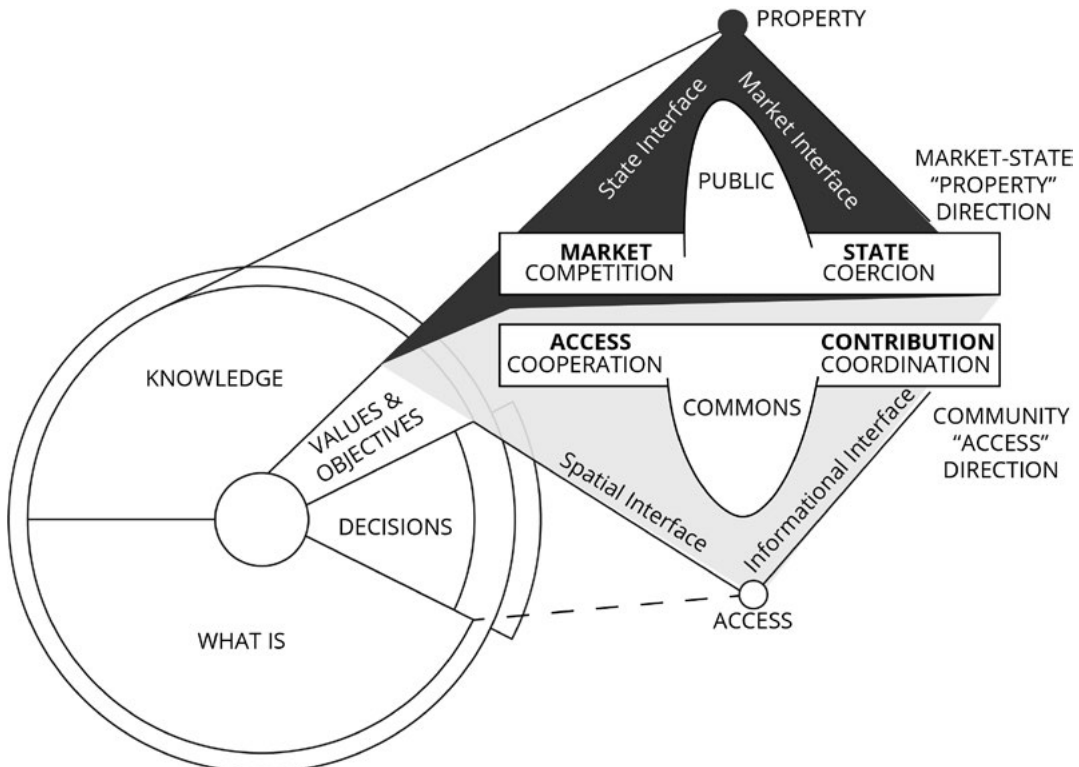 PROPERTY
State Interface
Market Interface
PUBLIC
MARKET-STATE
“PROPERTY”
DIRECTION
MARKET
COMPETITION
STATE
COERCION
ACCESS
COOPERATION
CONTRIBUTION
COORDINATION
KNOWLEDGE
VALUES &
OBJECTIVES
COMMONS
COMMUNITY
“ACCESS”
DIRECTION
Spatial Interface
Informational Interface
DECISIONS
ACCESS
WHAT IS